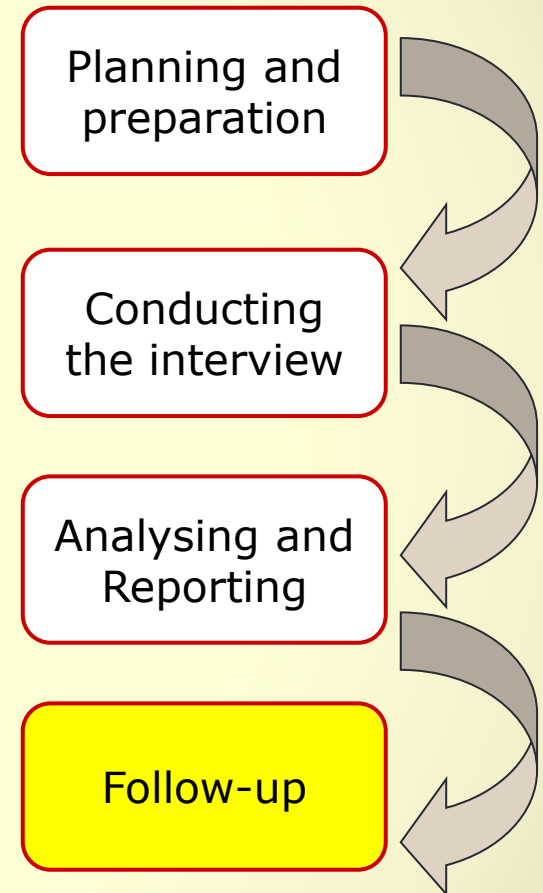 Planning and
preparation
Conducting
the interview
Analysing and
Reporting
Follow-up